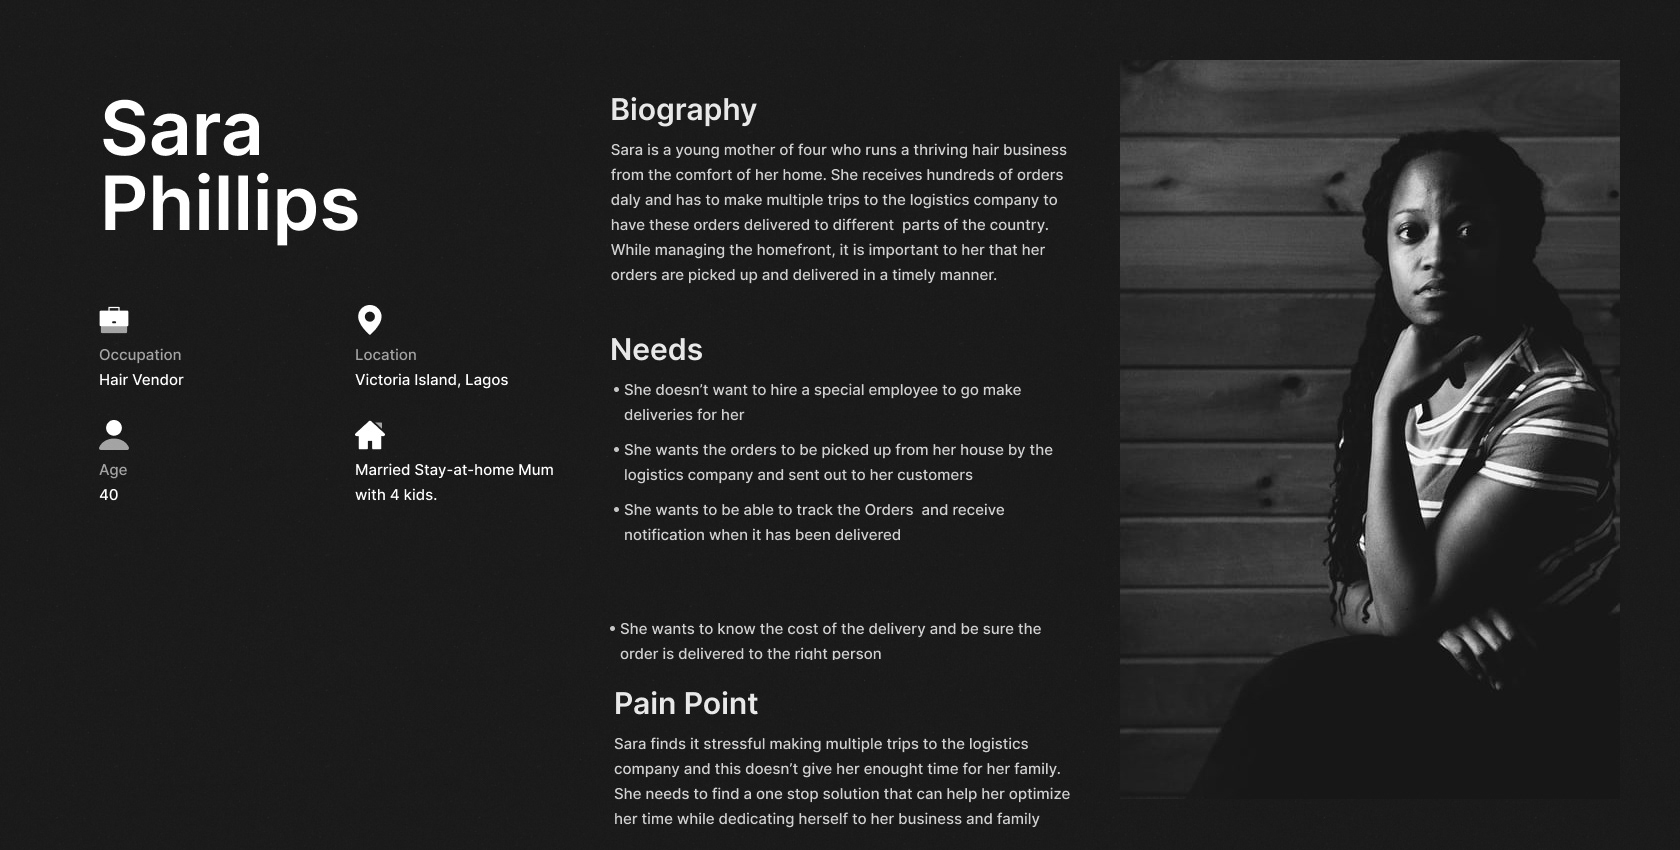 Sara
Phillips
Occupation
Hair Vendor
Location
Victoria Island, Lagos
Age
40
Married Stay-at-home Mum
with 4 kids.
Biography
Sara is a young mother of four who runs a thriving hair business
from the comfort of her home. She receives hundreds of orders
daly and has to make multiple trips to the logistics company to
have these orders delivered to different  parts of the country.
While managing the homefront, it is important to her that her
orders are picked up and delivered in a timely manner.
Needs
• She doesn’t want to hire a special employee to go make
deliveries for her
• She wants the orders to be picked up from her house by the
logistics company and sent out to her customers
• She wants to be able to track the Orders  and receive
notification when it has been delivered
• She wants to know the cost of the delivery and be sure the
order is delivered to the right person
Pain Point
Sara finds it stressful making multiple trips to the logistics
company and this doesn’t give her enought time for her family.
She needs to find a one stop solution that can help her optimize
her time while dedicating herself to her business and family